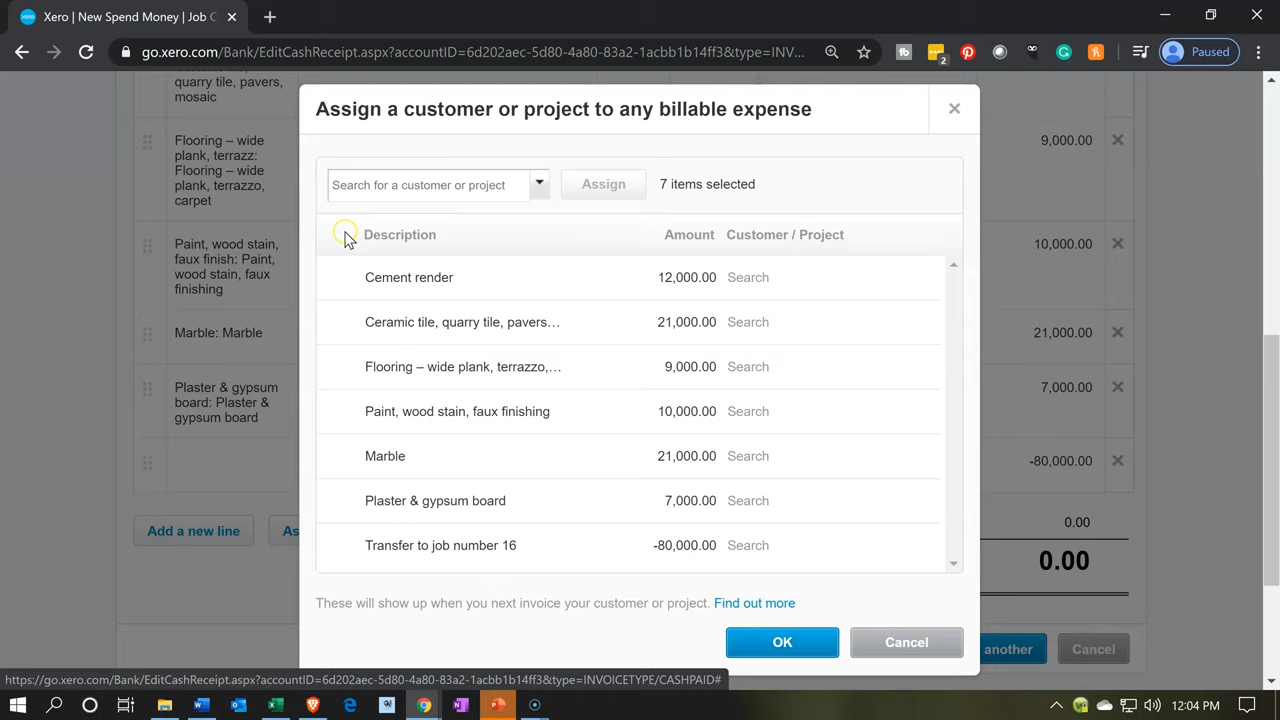 Xero | New Spend Money | Job C
go.xero.com/Bank/EditCashReceipt.aspx?accountID=6d202aec-5d80-4a80-83a2-1acbb1b14ff3&type=INV...
2
Paused
quarry tile, pavers,
mosaic
Flooring – wide
plank, terrazz:
Flooring – wide
plank, terrazzo,
carpet
9,000.00
Paint, wood stain,
faux finish: Paint,
wood stain, faux
finishing
10,000.00
Marble: Marble
21,000.00
Plaster & gypsum
board: Plaster &
gypsum board
7,000.00
-80,000.00
Add a new line
As
0.00
0.00
another
Cancel
Assign a customer or project to any billable expense
Search for a customer or project
Assign
7 items selected
Description Amount Customer / Project
Cement render 12,000.00 Search
Ceramic tile, quarry tile, pavers... 21,000.00 Search
Flooring – wide plank, terrazzo,... 9,000.00 Search
Paint, wood stain, faux finishing 10,000.00 Search
Marble 21,000.00 Search
Plaster & gypsum board 7,000.00 Search
Transfer to job number 16 -80,000.00 Search
These will show up when you next invoice your customer or project. Find out more
OK
Cancel
https://go.xero.com/Bank/EditCashReceipt.aspx?accountID=6d202aec-5d80-4a80-83a2-1acbb1b14ff3&type=INVOICETYPE/CASHPAID#
12:04 PM